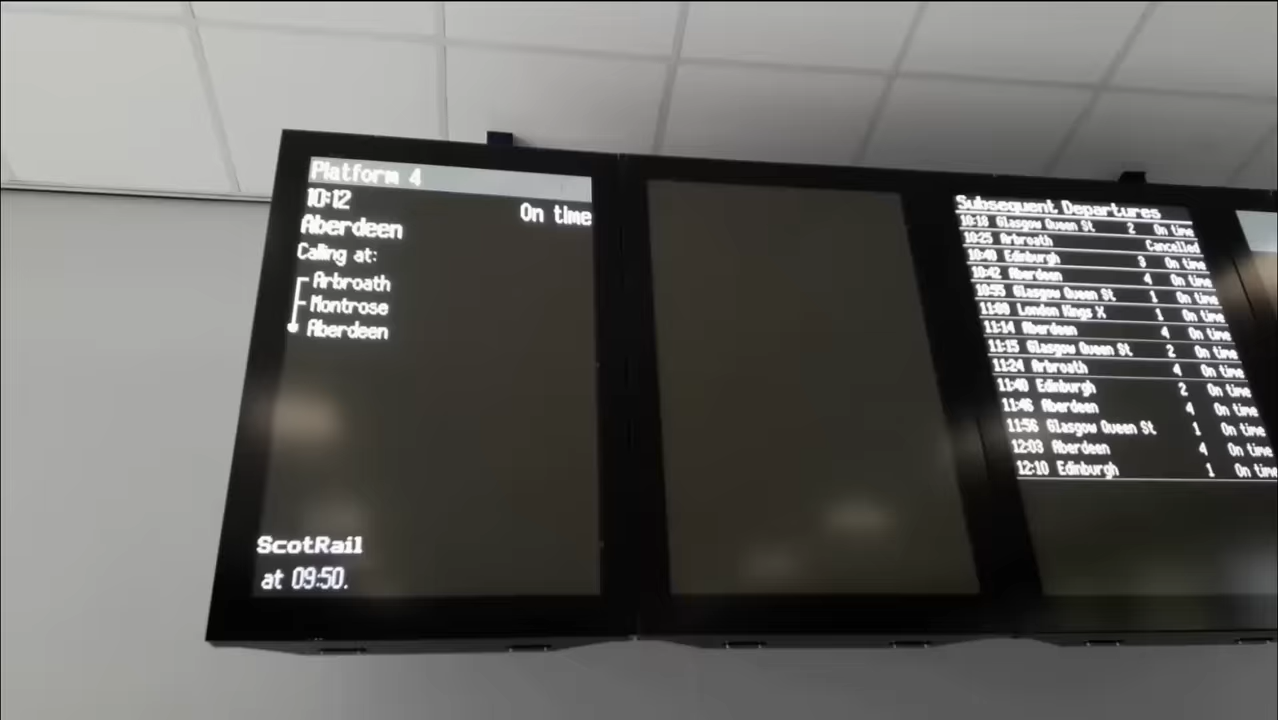 Platform 4
10:12
On time
Aberdeen
Calling at:
Arbroath
Montrose
Aberdeen
ScotRail
at 09:50.
Subsequent Departures
10:18 Glasgow Queen St 2 On time
10:25 Arbroath Cancelled
10:40 Edinburgh 3 On time
10:42 Aberdeen 4 On time
10:55 Glasgow Queen St 1 On time
11:00 London Kings X 1 On time
11:14 Aberdeen 4 On time
11:15 Glasgow Queen St 2 On time
11:24 Arbroath 4 On time
11:40 Edinburgh 2 On time
11:46 Aberdeen 4 On time
11:56 Glasgow Queen St 1 On time
12:03 Aberdeen 4 On time
12:10 Edinburgh 1 On time